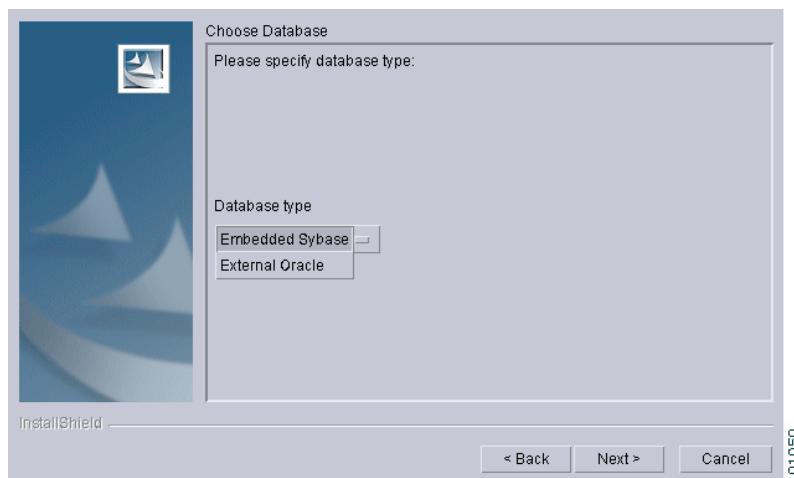 Choose Database
Please specify database type:
Database type
Embedded Sybase
External Oracle
InstallShield
< Back
Next >
Cancel